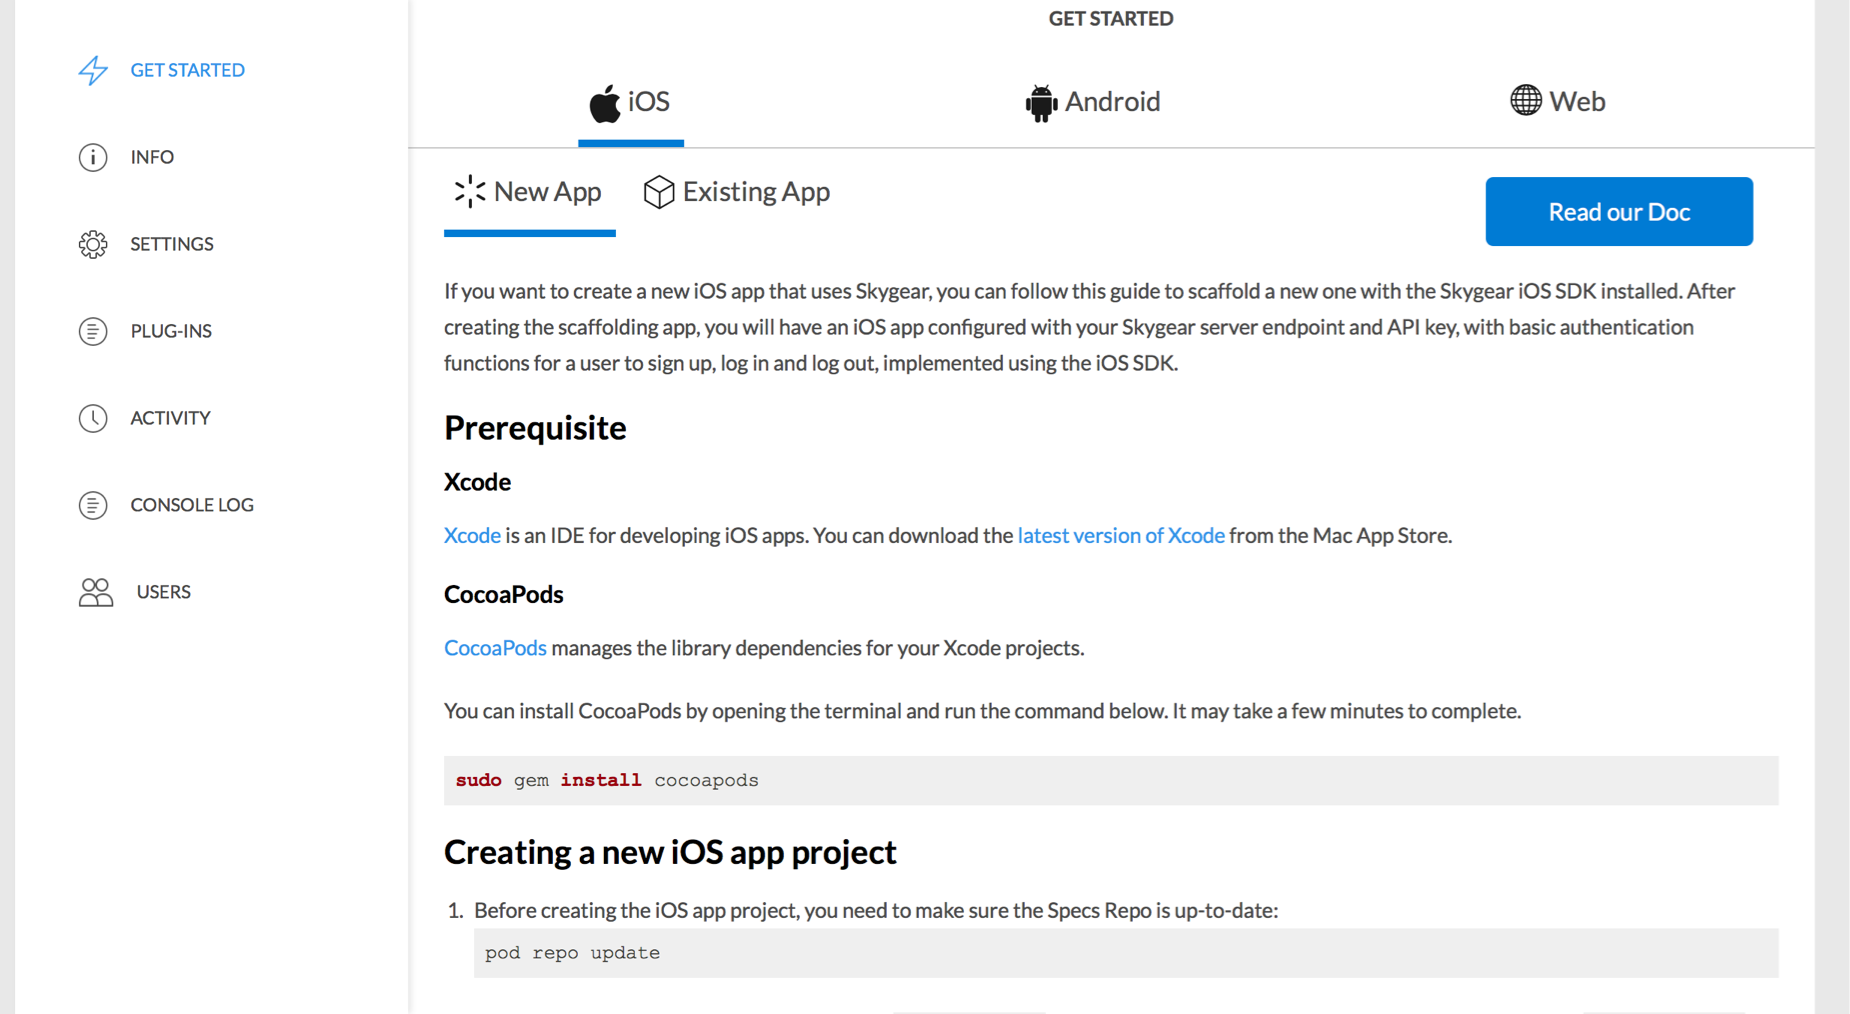 GET STARTED
GET STARTED
INFO
SETTINGS
PLUG-INS
ACTIVITY
CONSOLE LOG
USERS
iOS
Android
Web
New App
Existing App
Read our Doc
If you want to create a new iOS app that uses Skygear, you can follow this guide to scaffold a new one with the Skygear iOS SDK installed. After
creating the scaffolding app, you will have an iOS app configured with your Skygear server endpoint and API key, with basic authentication
functions for a user to sign up, log in and log out, implemented using the iOS SDK.
Prerequisite
Xcode
Xcode is an IDE for developing iOS apps. You can download the latest version of Xcode from the Mac App Store.
CocoaPods
CocoaPods manages the library dependencies for your Xcode projects.
You can install CocoaPods by opening the terminal and run the command below. It may take a few minutes to complete.
sudo gem install cocoapods
Creating a new iOS app project
1. Before creating the iOS app project, you need to make sure the Specs Repo is up-to-date:
pod repo update